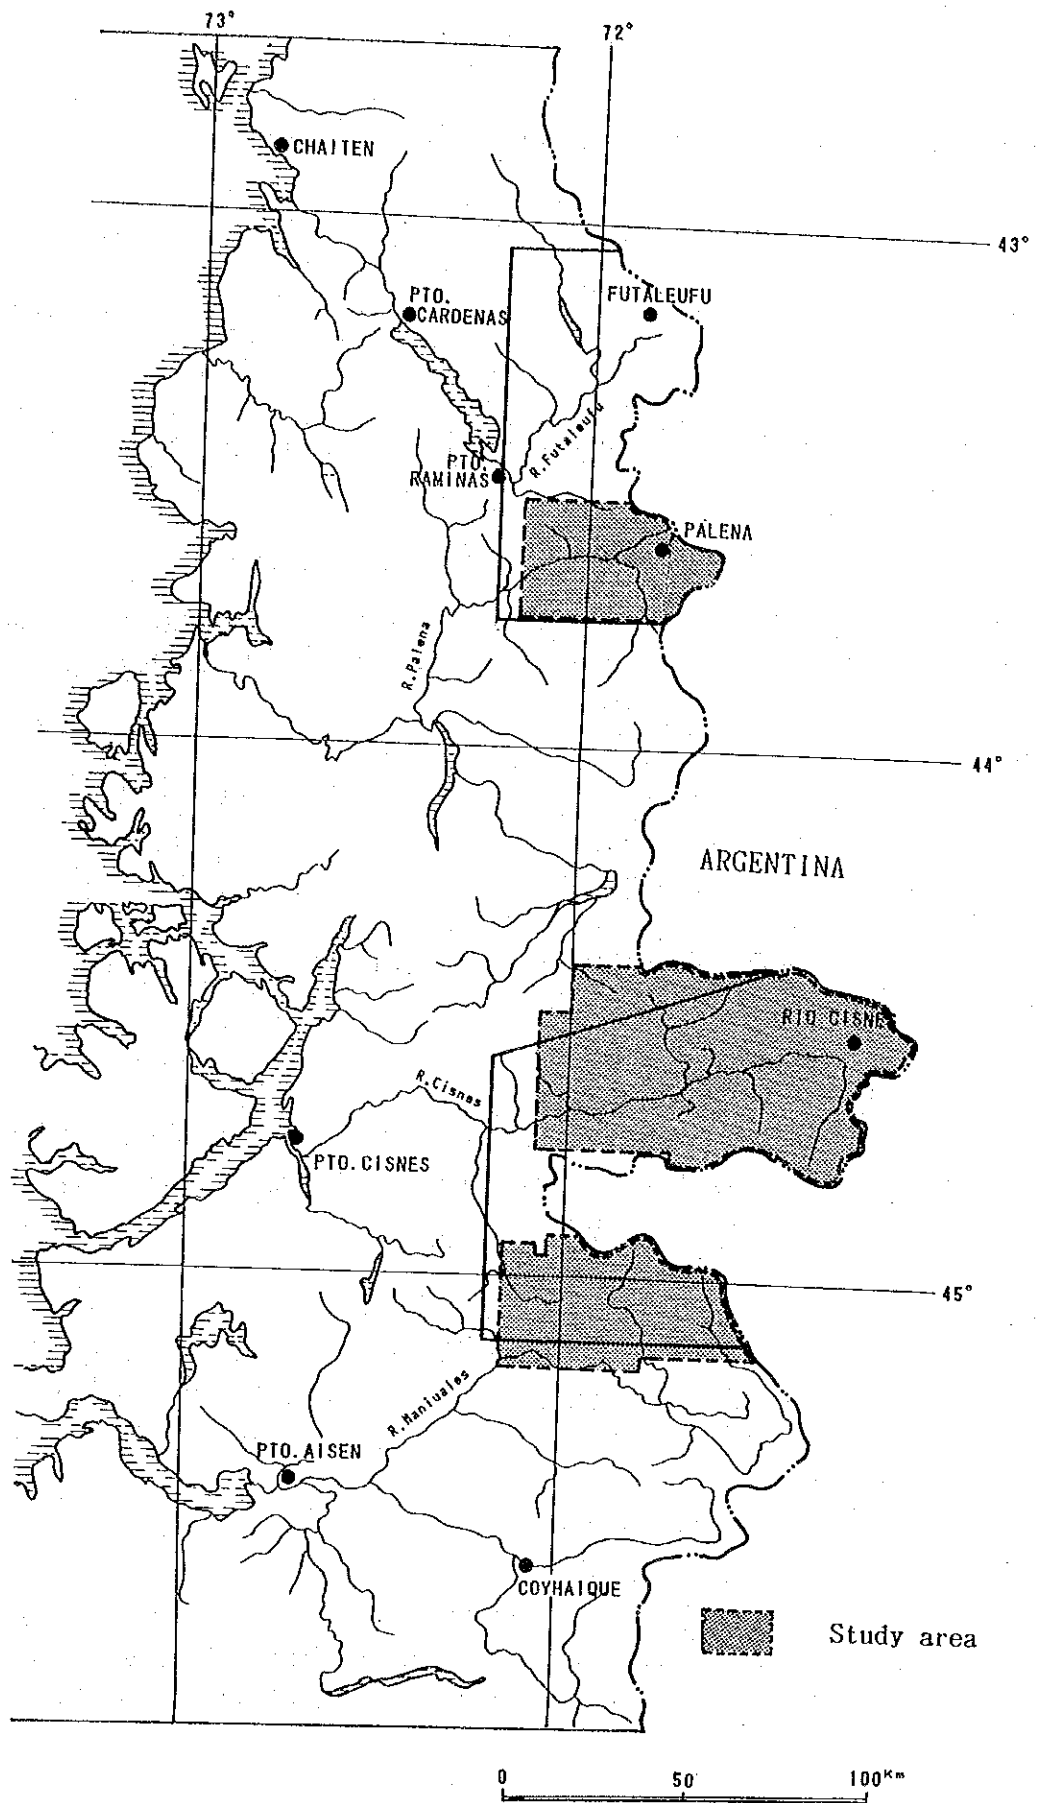 73°
72°
CHAITEN
43°
PTO.
CARDENAS
FUTALEUFU
R.Futaleufu
PTO.
RAMINAS
PALENA
R.Palena
44°
ARGENTINA
RIO CISNE
R.Cisnes
PTO.CISNES
45°
R.Maniuales
PTO.AISEN
COYHAIQUE
Study area
0 50 100Km